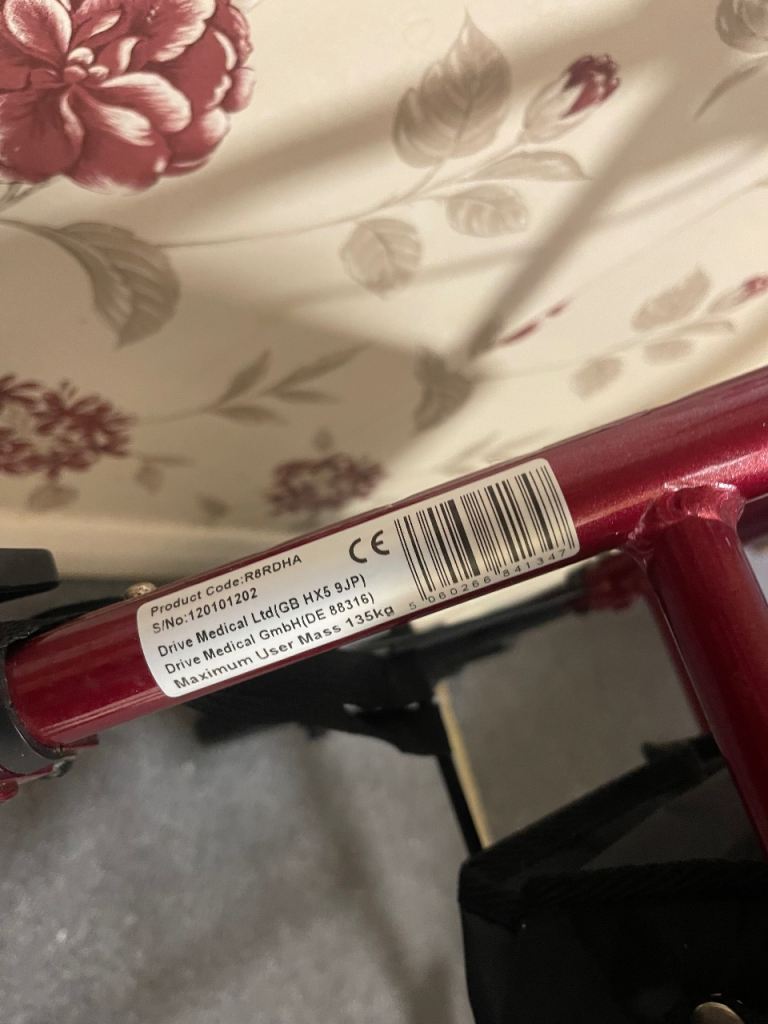 Product Code:R8RDHA
S/No:120101202
Drive Medical Ltd(GB HX5 9JP)
Drive Medical GmbH(DE 88316)
Maximum User Mass 135kg
CE
5 060266 841347